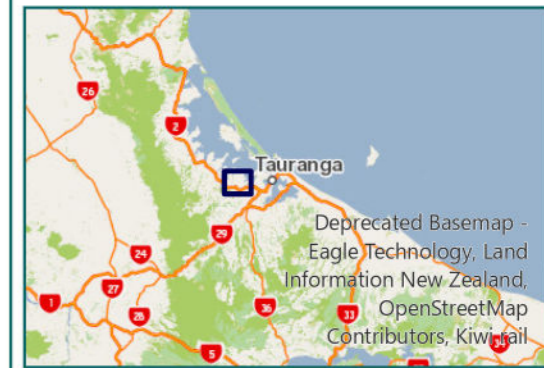 26
2
Tauranga
29
24
27
1
28
36
33
5
34
Deprecated Basemap -
Eagle Technology, Land
Information New Zealand,
OpenStreetMap
Contributors, Kiwi rail